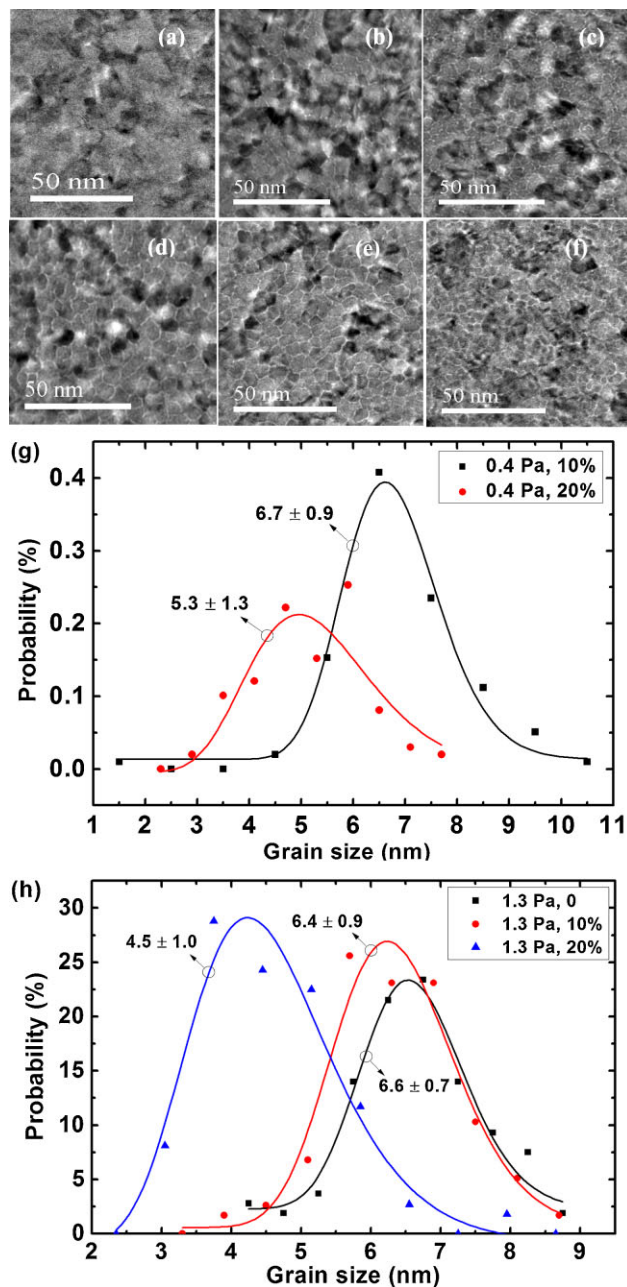 (a)
(b)
(c)
50 nm
50 nm
50 nm
(d)
(e)
(f)
50 nm
50 nm
50 nm
(g)
0.4 Pa, 10%
0.4 Pa, 20%
6.7 ± 0.9
5.3 ± 1.3
0.4
0.3
0.2
0.1
0.0
Probability (%)
1 2 3 4 5 6 7 8 9 10 11
Grain size (nm)
(h)
1.3 Pa, 0
1.3 Pa, 10%
1.3 Pa, 20%
6.4 ± 0.9
4.5 ± 1.0
6.6 ± 0.7
30
25
20
15
10
5
0
Probability (%)
2 3 4 5 6 7 8 9
Grain size (nm)